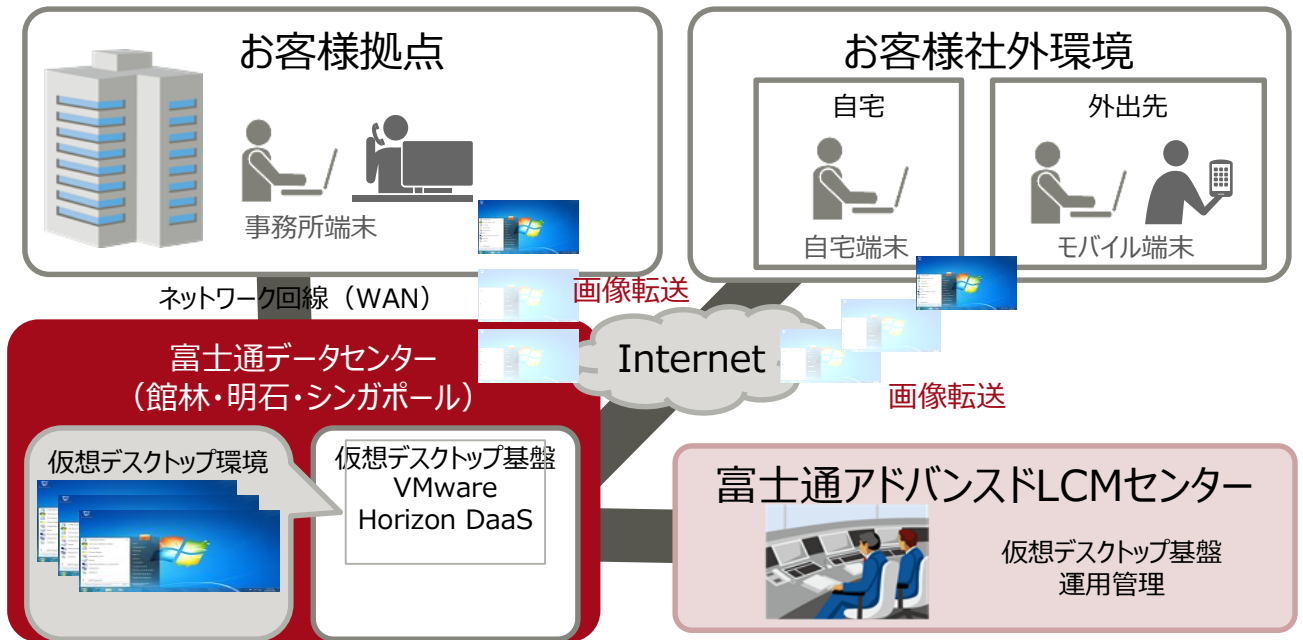 お客様拠点
事務所端末
お客様社外環境
自宅
自宅端末
外出先
モバイル端末
ネットワーク回線（WAN）
画像転送
Internet
画像転送
富士通データセンター
（館林・明石・シンガポール）
仮想デスクトップ環境
仮想デスクトップ基盤
VMware
Horizon DaaS
富士通アドバンスドLCMセンター
仮想デスクトップ基盤
運用管理